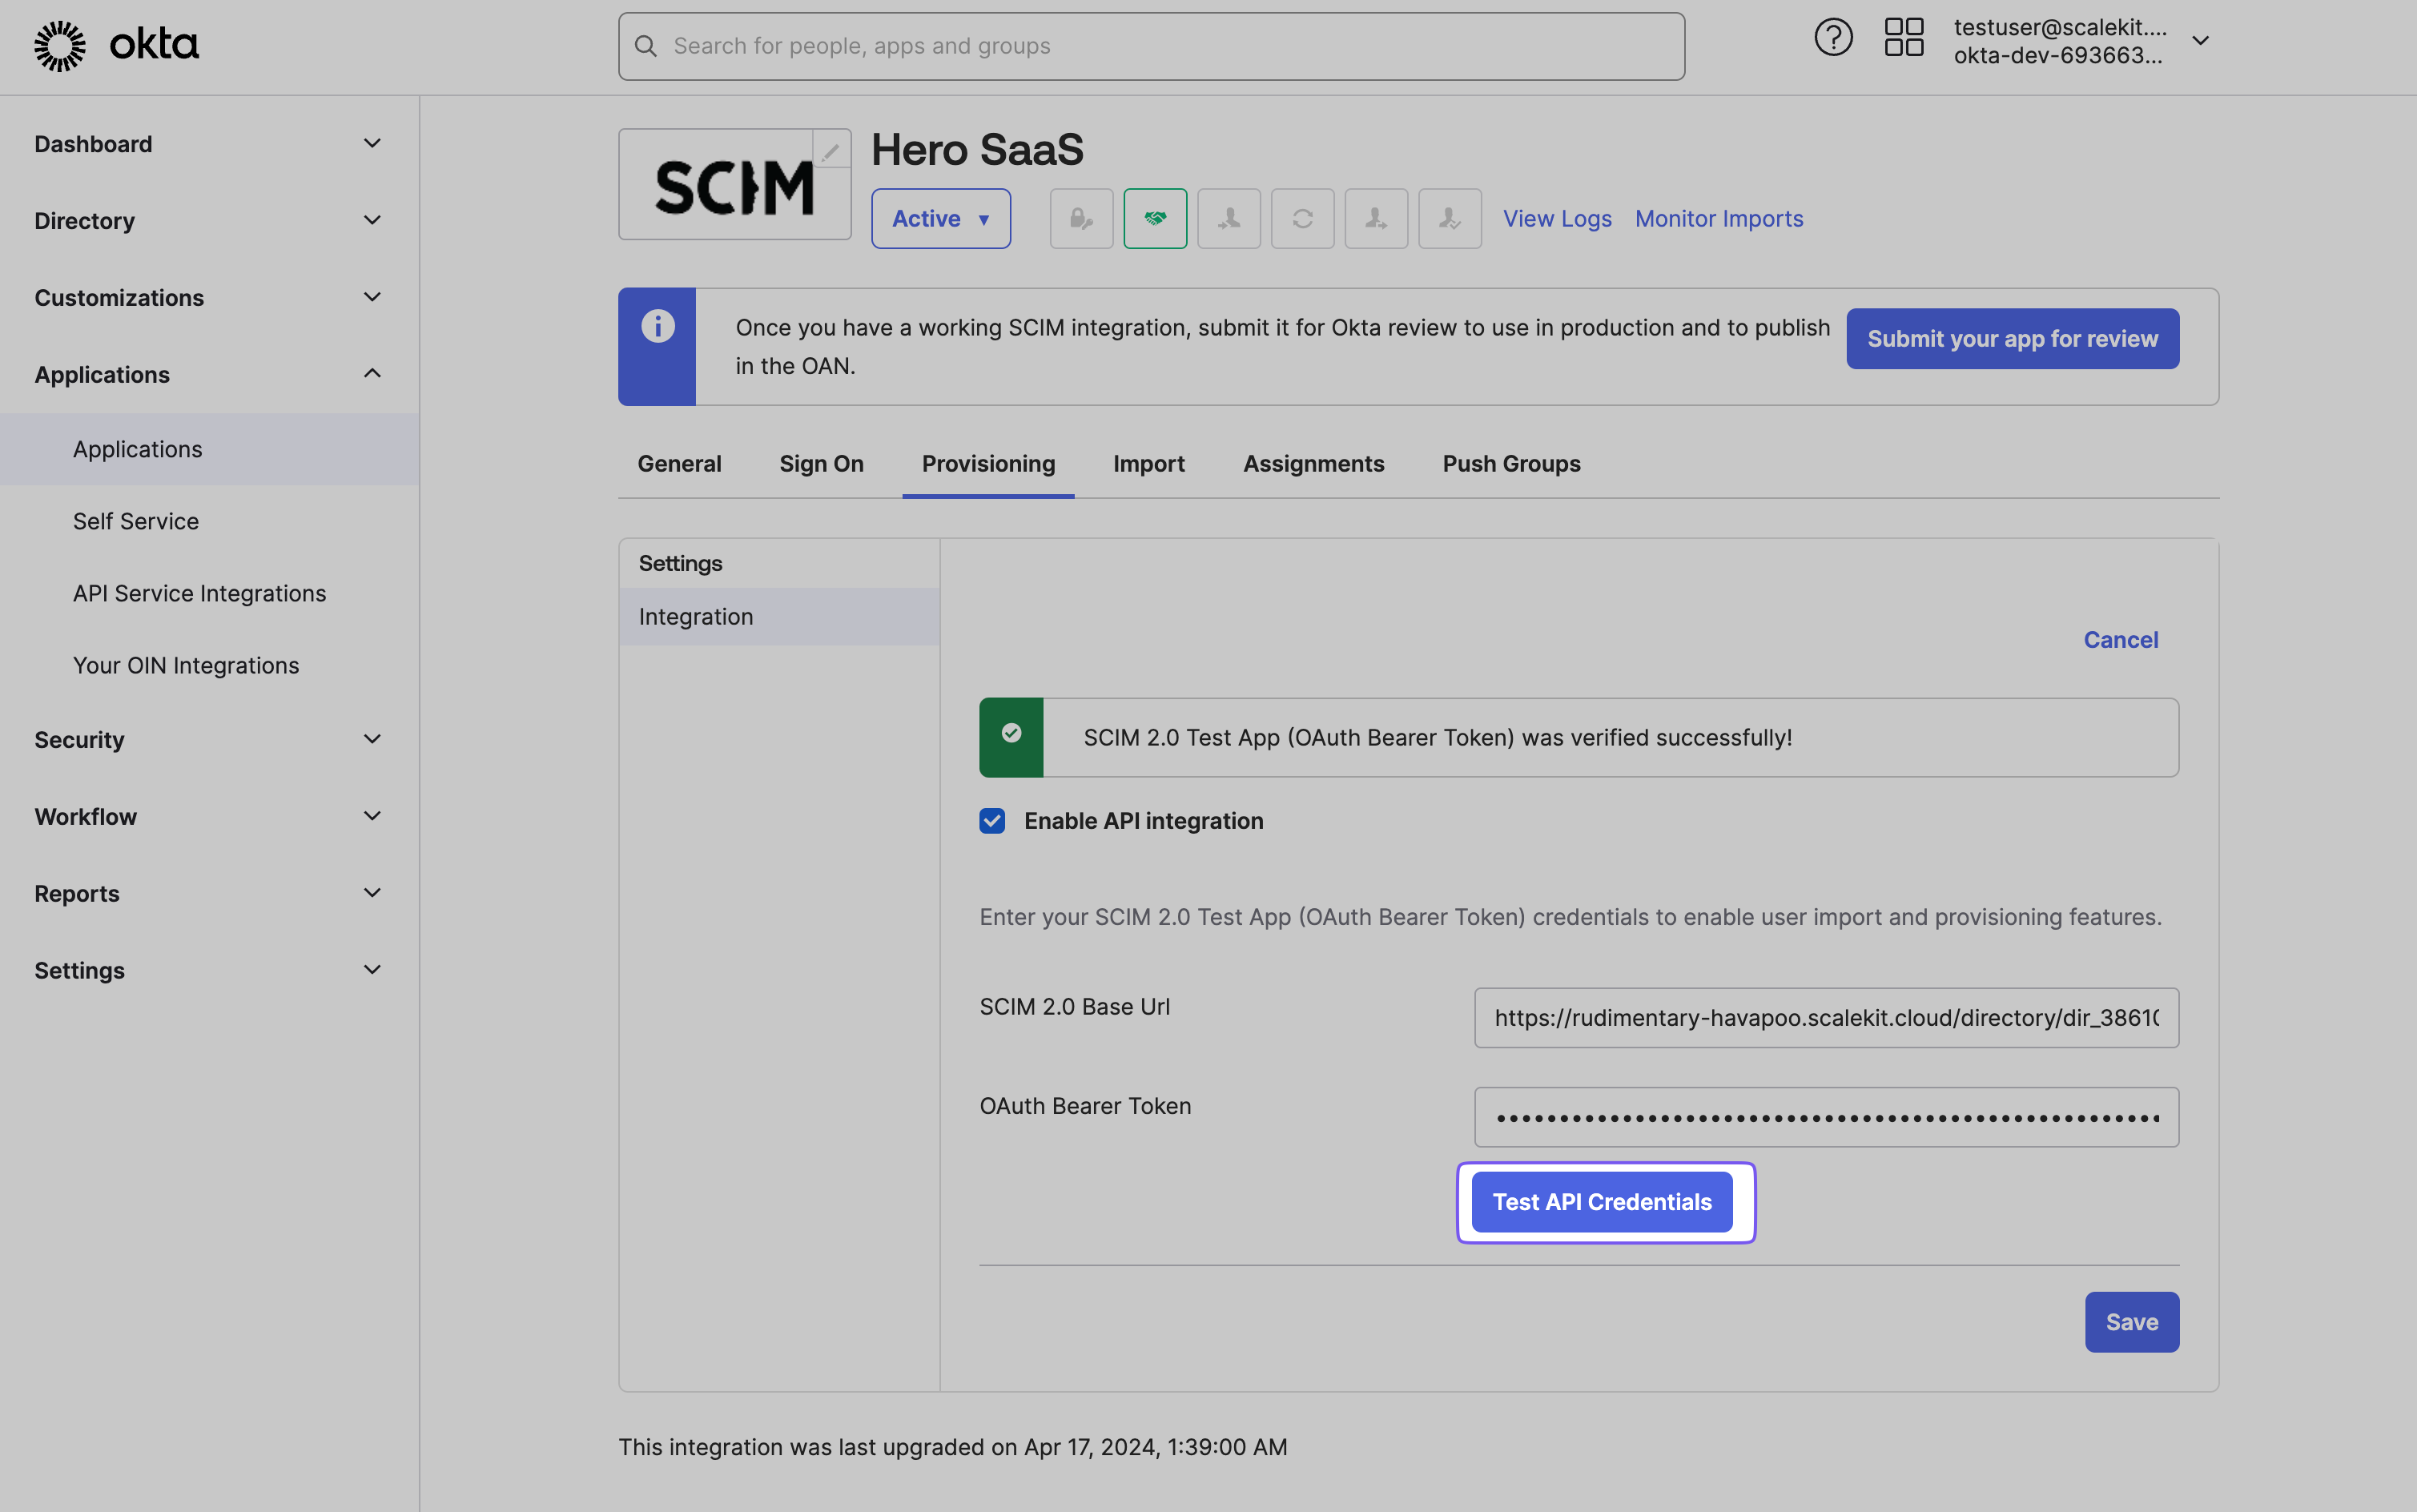 okta
Search for people, apps and groups
testuser@scalekit....
okta-dev-693663...
Dashboard
Directory
Customizations
Applications
Applications
Self Service
API Service Integrations
Your OIN Integrations
Security
Workflow
Reports
Settings
SCIM
Hero SaaS
Active
View Logs
Monitor Imports
Once you have a working SCIM integration, submit it for Okta review to use in production and to publish
in the OAN.
Submit your app for review
General
Sign On
Provisioning
Import
Assignments
Push Groups
Settings
Integration
Cancel
SCIM 2.0 Test App (OAuth Bearer Token) was verified successfully!
Enable API integration
Enter your SCIM 2.0 Test App (OAuth Bearer Token) credentials to enable user import and provisioning features.
SCIM 2.0 Base Url
https://rudimentary-havapoo.scalekit.cloud/directory/dir_38610
OAuth Bearer Token
Test API Credentials
Save
This integration was last upgraded on Apr 17, 2024, 1:39:00 AM